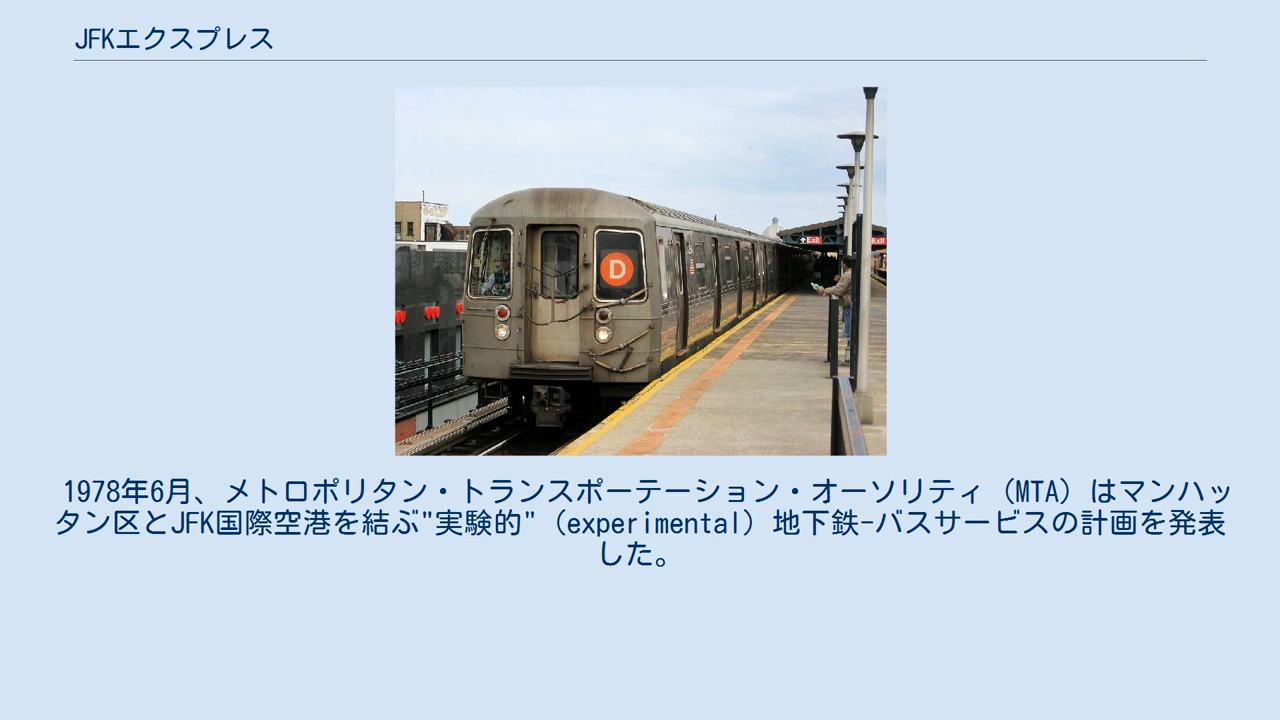 JFKエクスプレス
Exit
Exit
D
1978年6月、メトロポリタン・トランスポーテーション・オーソリティ（MTA）はマンハッ
タン区とJFK国際空港を結ぶ"実験的"（experimental）地下鉄-バスサービスの計画を発表
した。